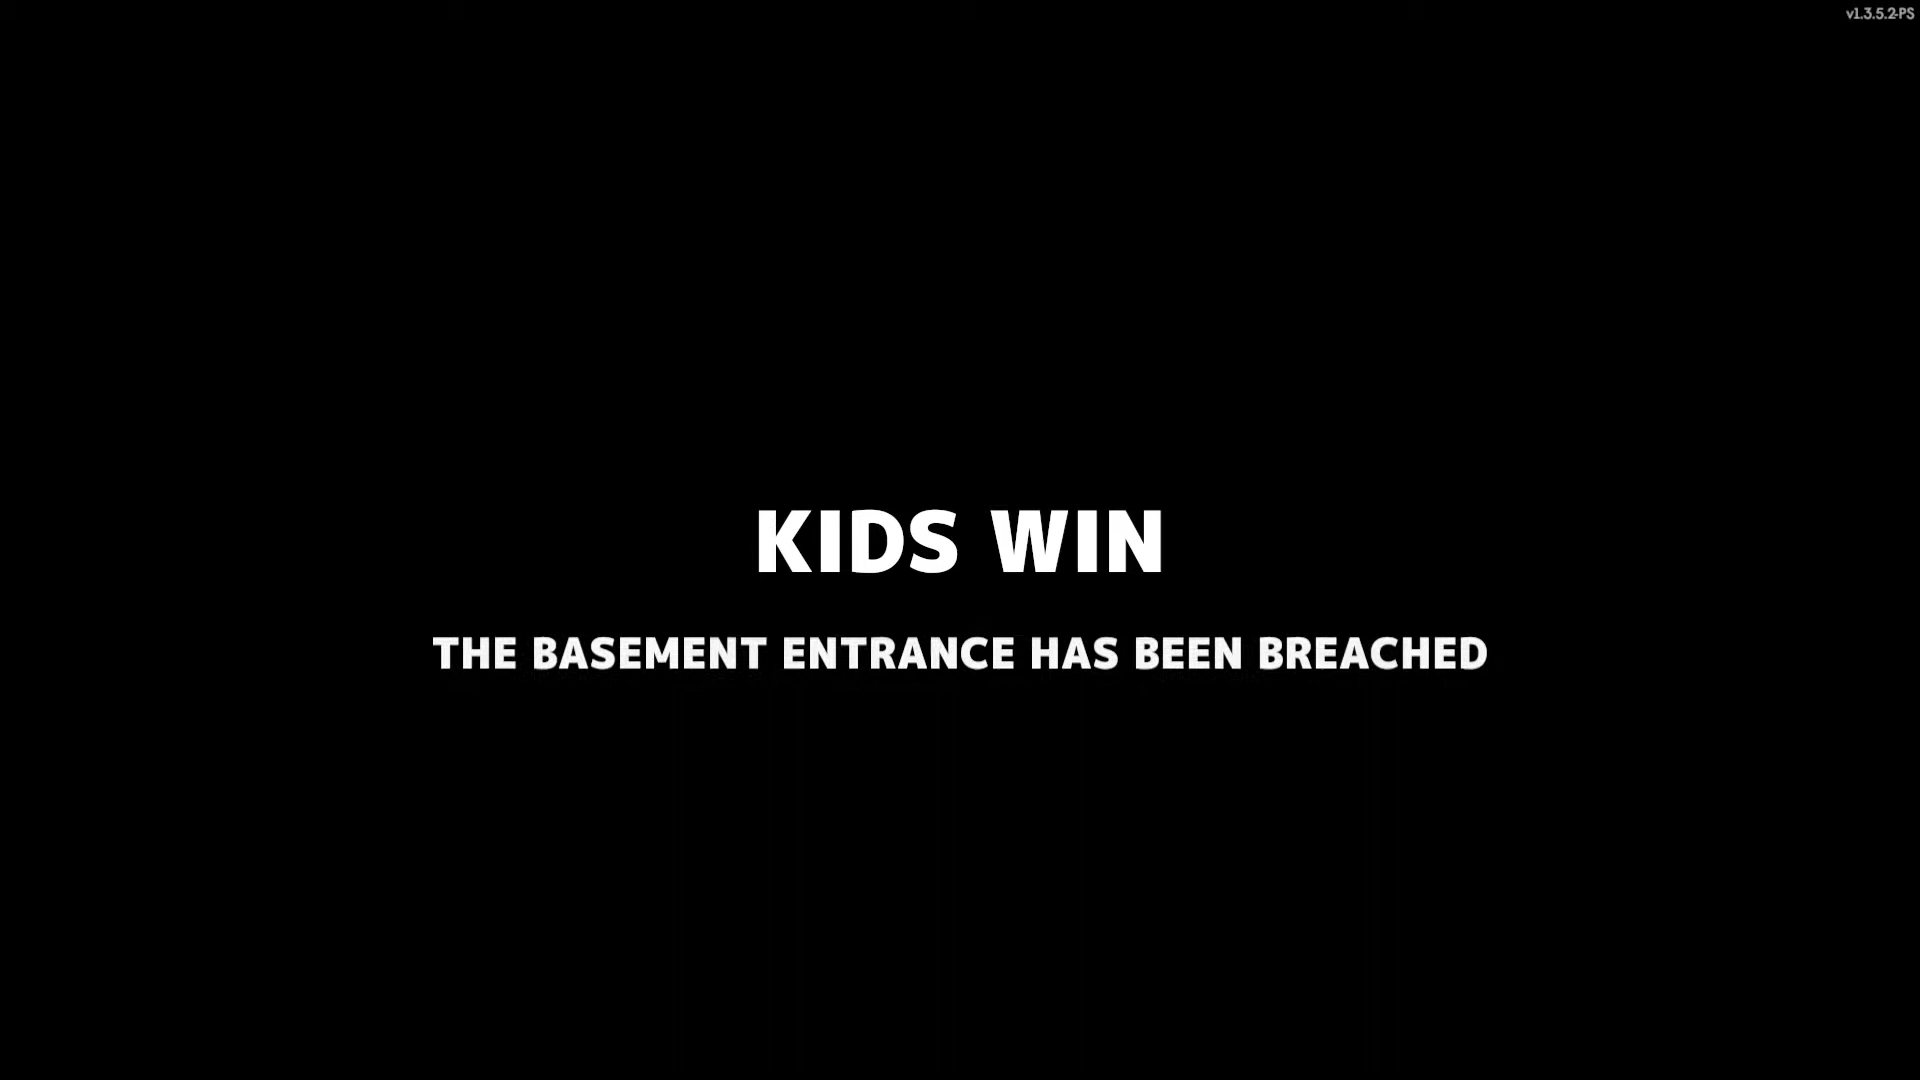 v1.3.5.2-PS
KIDS WIN
THE BASEMENT ENTRANCE HAS BEEN BREACHED